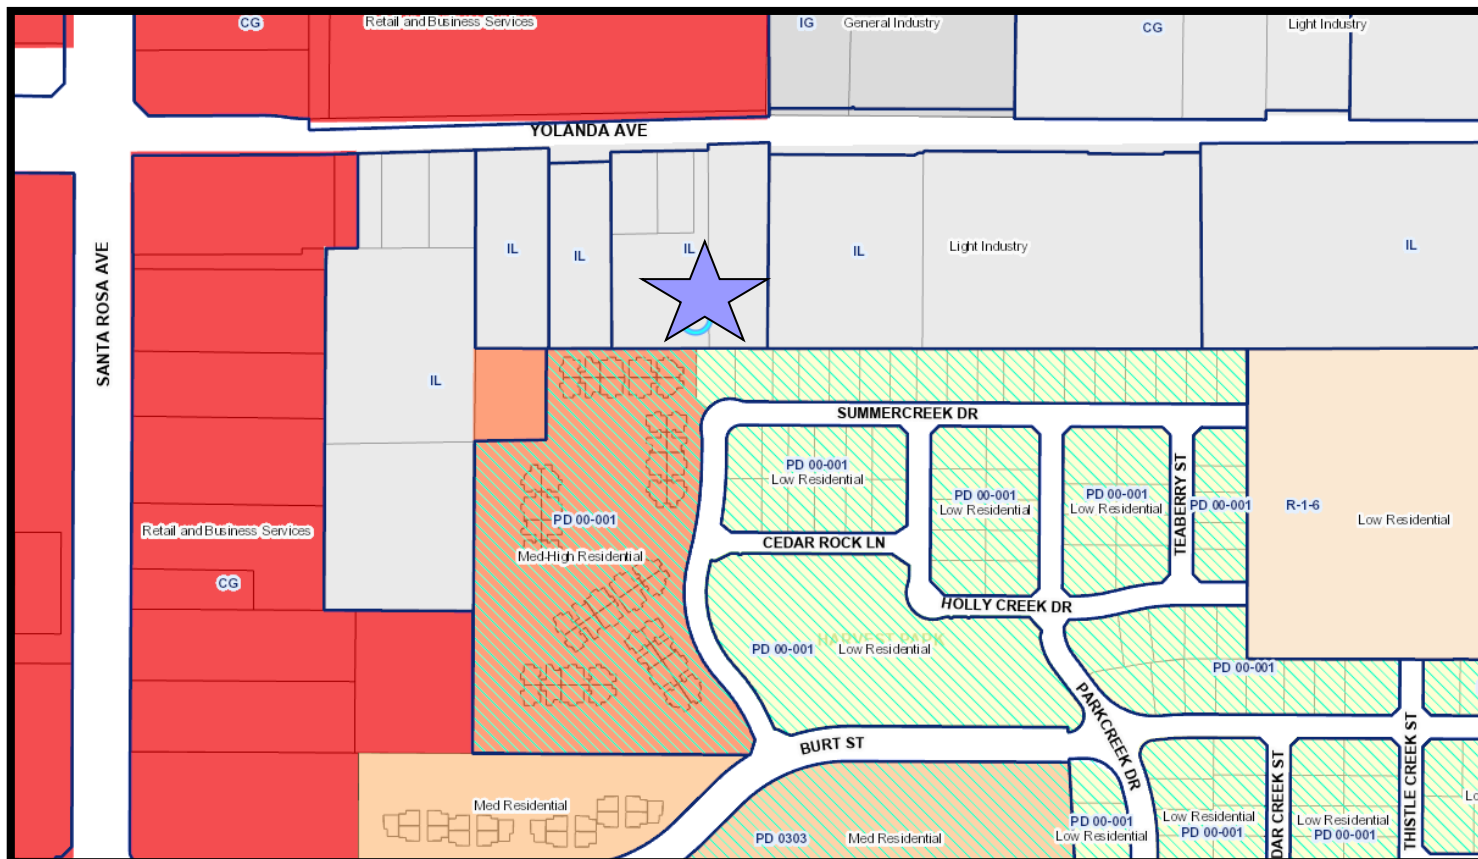 CG
Retail and Business Services
IG
General Industry
CG
Light Industry
YOLANDA AVE
SANTA ROSA AVE
IL
IL
IL
IL
Light Industry
IL
IL
SUMMERCREEK DR
PD 00-001
Low Residential
PD 00-001
Low Residential
PD 00-001
Low Residential
TEABERRY ST
PD 00-001
R-1-6
Low Residential
PD 00-001
Med-High Residential
Retail and Business Services
CG
CEDAR ROCK LN
HOLLY CREEK DR
HARVEST PARK
PD 00-001
Low Residential
PD 00-001
PARKCREEK DR
BURT ST
THISTLE CREEK ST
Med Residential
PD 0303
Med Residential
PD 00-001
Low Residential
Low Residential
PD 00-001
DAR CREEK ST
Low Residential
PD 00-001